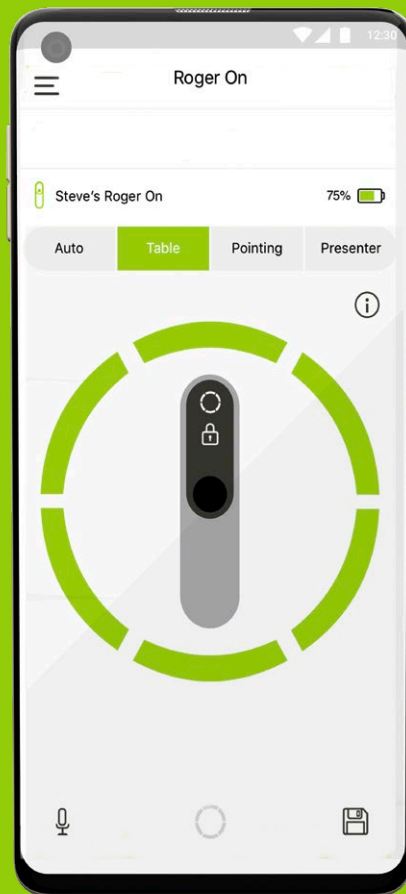 12:30
Roger On
Steve's Roger On 75%
Auto Table Pointing Presenter